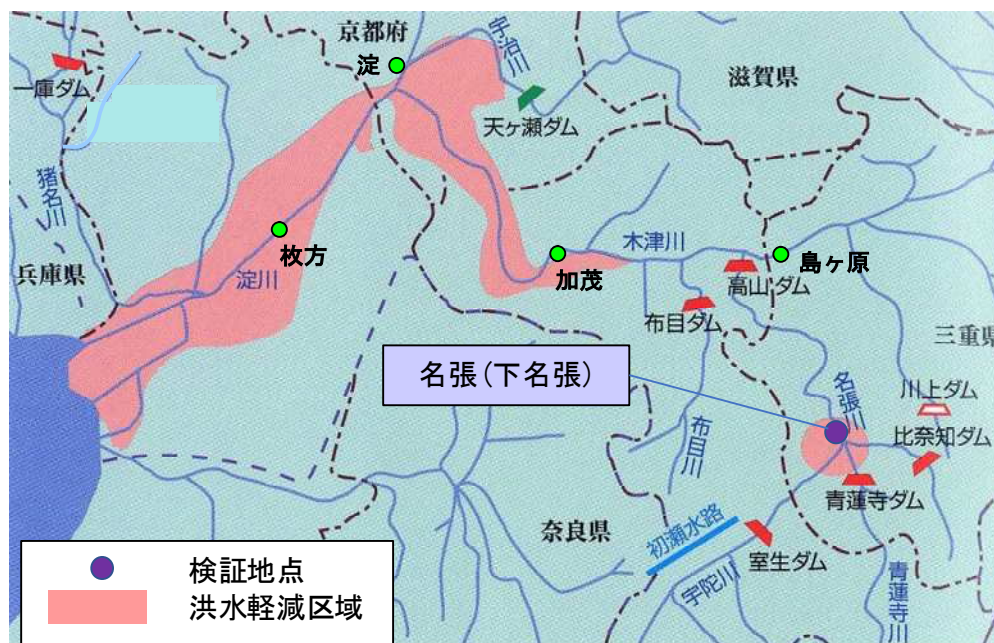 京都府
淀
宇治川
滋賀県
一庫ダム
天ヶ瀬ダム
猪名川
兵庫県
枚方
淀川
加茂
木津川
高山ダム
島ヶ原
布目ダム
三重県
名張(下名張)
名張川
川上ダム
比奈知ダム
布目川
青蓮寺ダム
奈良県
初瀬水路
室生ダム
宇陀川
青蓮寺川
検証地点
洪水軽減区域